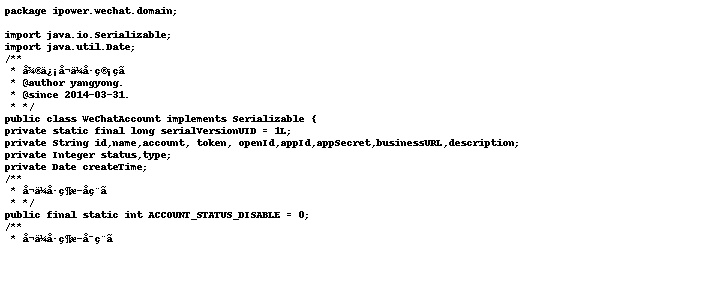 package ipower.wechat.domain;

import java.io.Serializable;
import java.util.Date;
/**
 * å¾®ä¿¡å¬ä¼å·ç®¡çã
 * @author yangyong.
 * @since 2014-03-31.
 * */
public class WeChatAccount implements Serializable {
private static final long serialVersionUID = 1L;
private String id,name,account, token, openId,appId,appSecret,businessURL,description;
private Integer status,type;
private Date createTime;
/**
 * å¬ä¼å·ç¶æ-åç¨ã
 * */
public final static int ACCOUNT_STATUS_DISABLE = 0;
/**
 * å¬ä¼å·ç¶æ-å¯ç¨ã